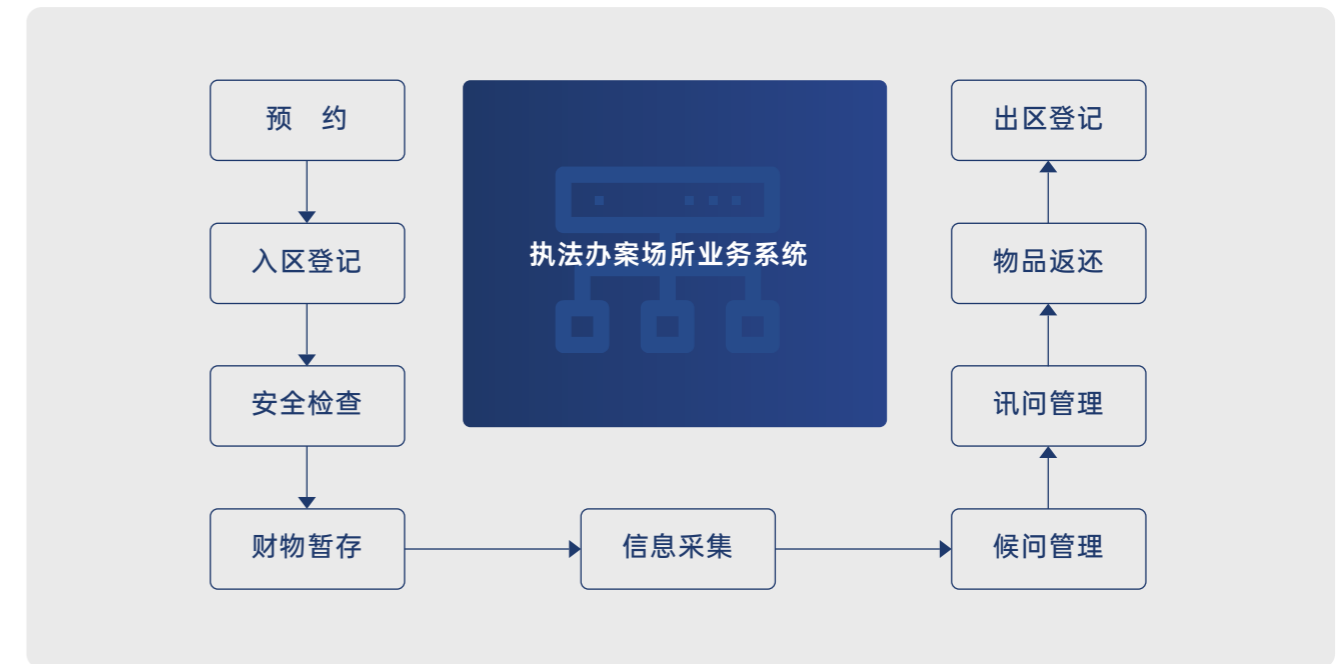 预 约
入区登记
安全检查
财物暂存
信息采集
候问管理
讯问管理
物品返还
出区登记
执法办案场所业务系统